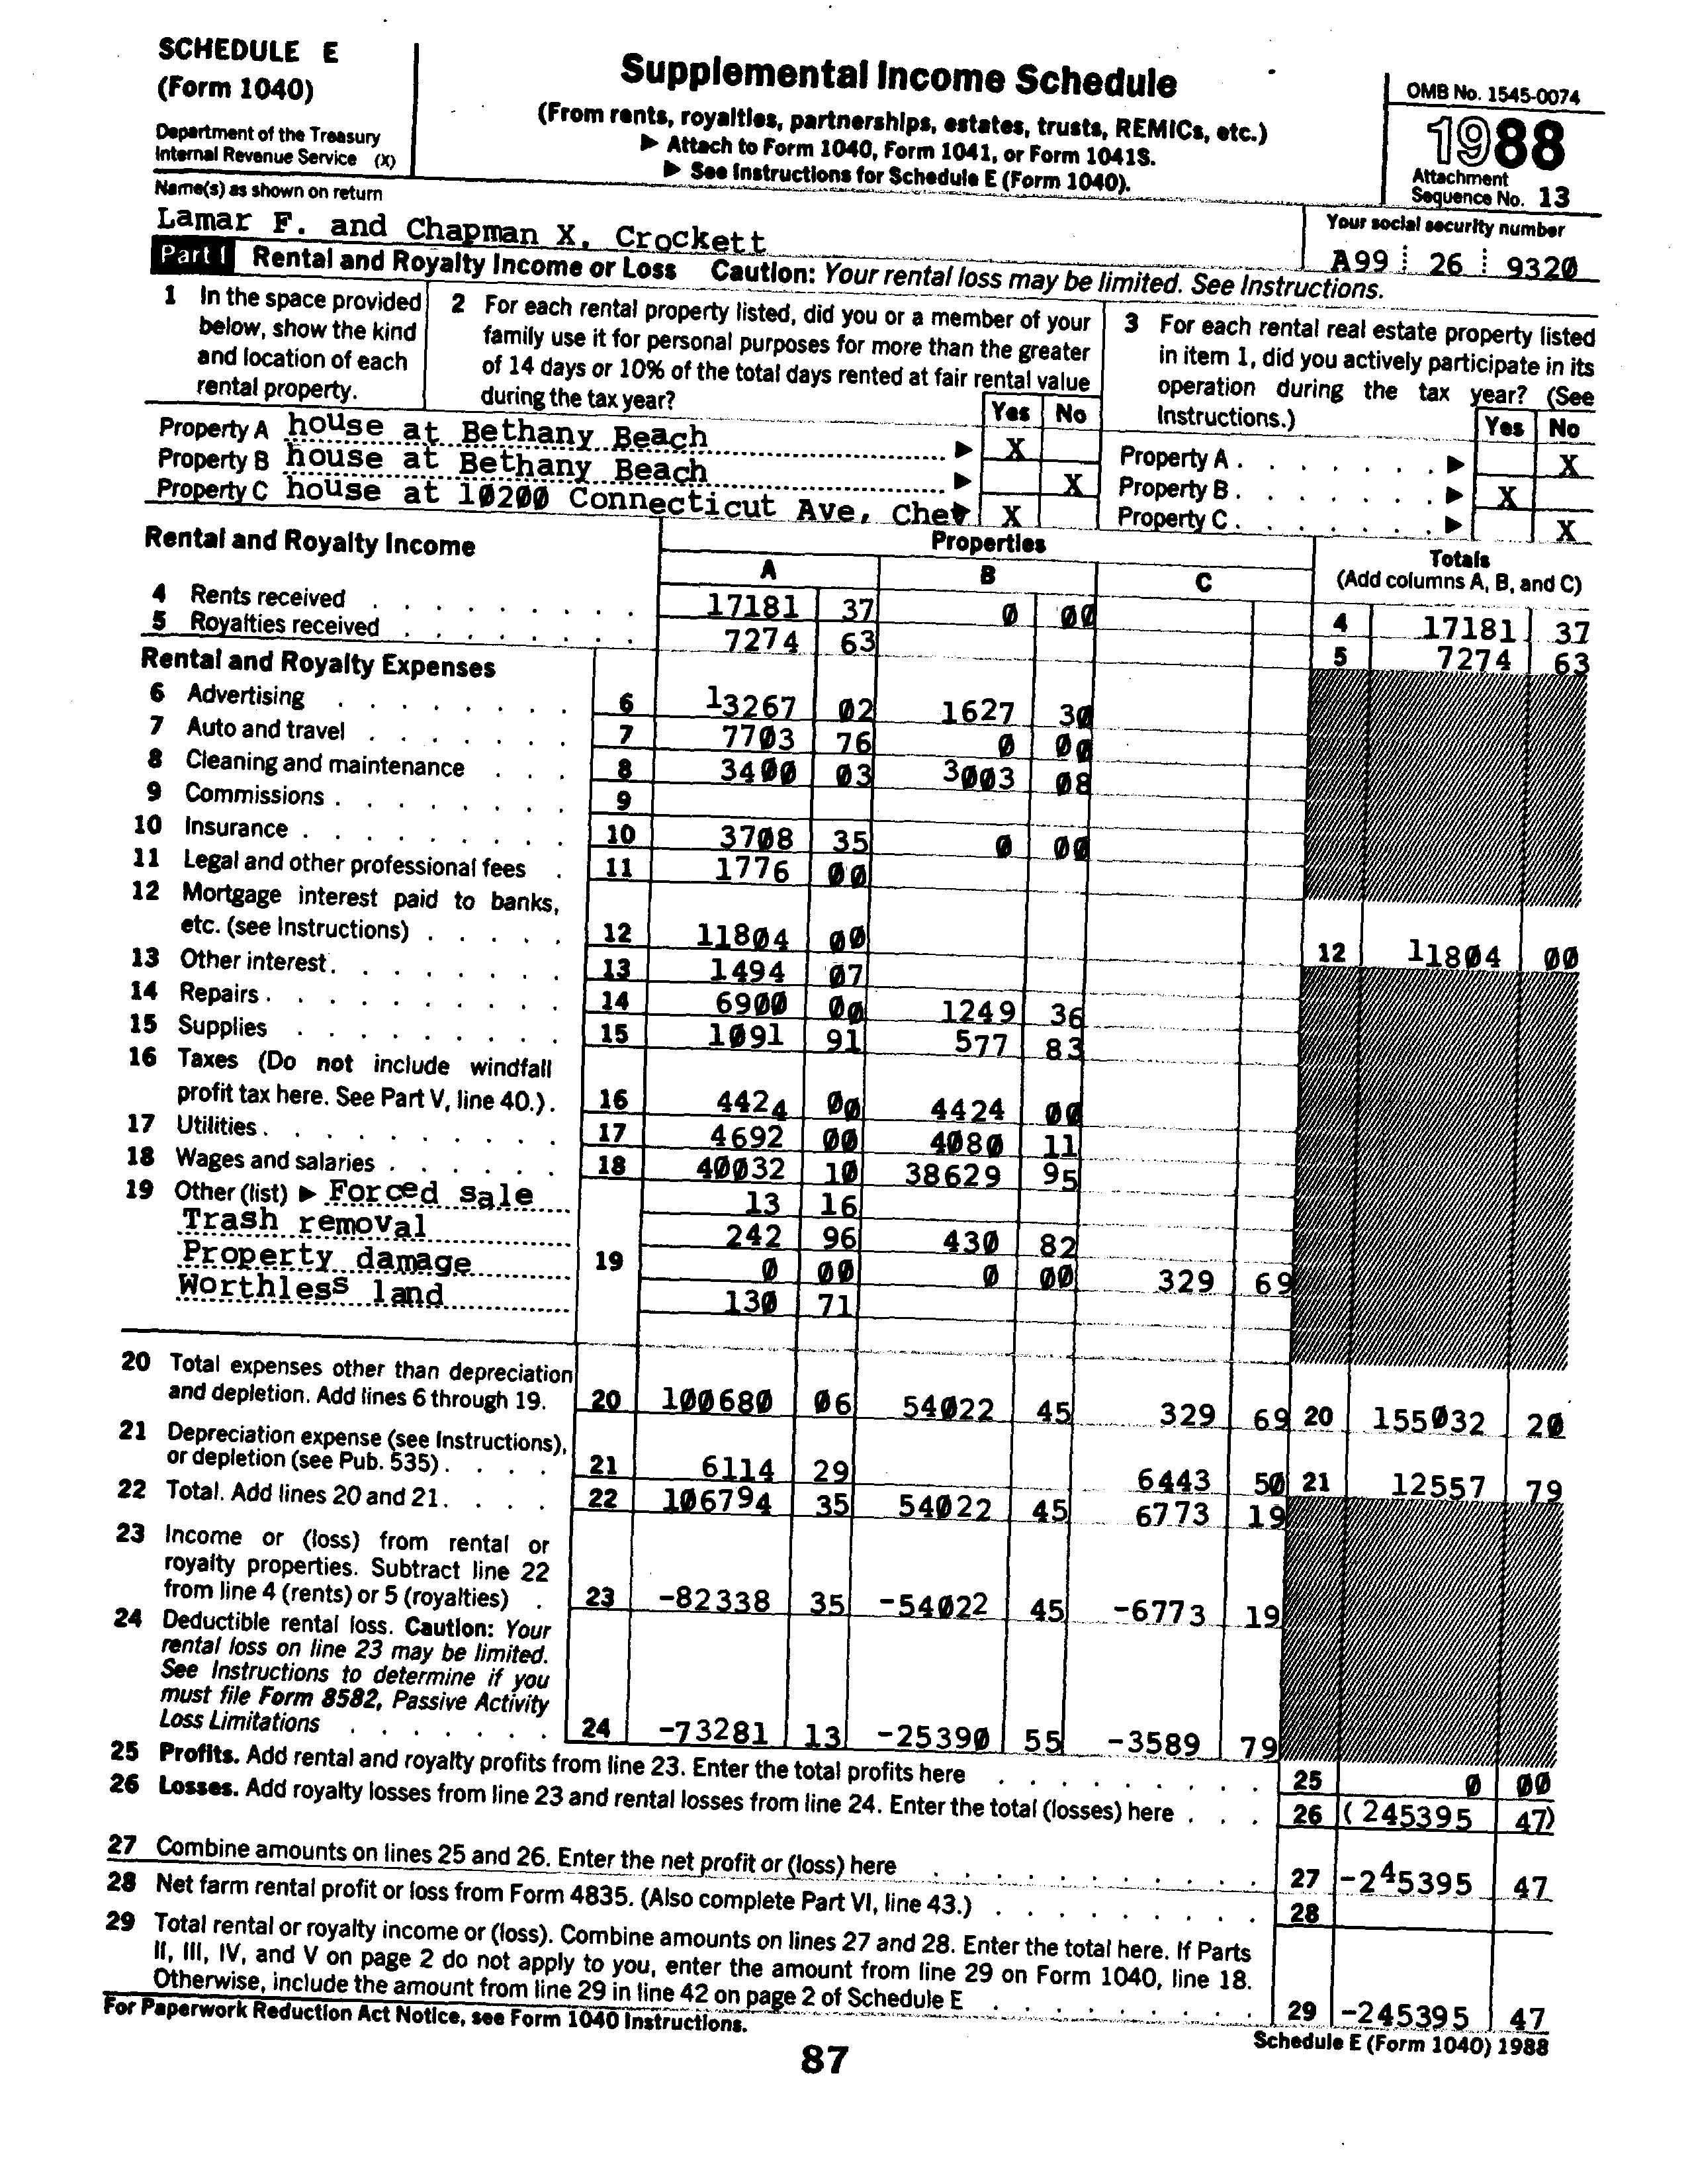 SCHEDULE E
(Form 1040)
Department of the Treasury
Internal Revenue Service (X)
Supplemental Income Schedule
(From rents, royalties, partnerships, estates, trusts, REMICs, etc.)
▶ Attach to Form 1040, Form 1041, or Form 1041S.
▶ See Instructions for Schedule E (Form 1040).
OMB No. 1545-0074
1988
Attachment
Sequence No. 13
Name(s) as shown on return
Lamar F. and Chapman X. Crockett
Your social security number
A99 26 9320
Part I Rental and Royalty Income or Loss Caution: Your rental loss may be limited. See Instructions.
1 In the space provided
below, show the kind
and location of each
rental property.
2 For each rental property listed, did you or a member of your
family use it for personal purposes for more than the greater
of 14 days or 10% of the total days rented at fair rental value
during the tax year?
Yes No
3 For each rental real estate property listed
in item 1, did you actively participate in its
operation during the tax year? (See
Instructions.)
Yes No
Property A house at Bethany Beach ▶ X
Property B house at Bethany Beach ▶ X
Property C house at 10200 Connecticut Ave, Chev ▶ X
Property A . . . . . . . ▶ X
Property B . . . . . . . ▶ X
Property C . . . . . . . ▶ X
Rental and Royalty Income
Properties
A B C
Totals
(Add columns A, B, and C)
4 Rents received . . . . . . . . . 17181 37 0 00 4 17181 37
5 Royalties received . . . . . . . . 7274 63 5 7274 63
Rental and Royalty Expenses
6 Advertising . . . . . . . . 6 13267 02 1627 30
7 Auto and travel . . . . . . . 7 7703 76 0 00
8 Cleaning and maintenance . . . 8 3400 03 3003 08
9 Commissions . . . . . . . . 9
10 Insurance . . . . . . . . . 10 3708 35 0 00
11 Legal and other professional fees . 11 1776 00
12 Mortgage interest paid to banks,
etc. (see Instructions) . . . . . 12 11804 00 12 11804 00
13 Other interest . . . . . . . . 13 1494 07
14 Repairs . . . . . . . . . . 14 6900 00 1249 36
15 Supplies . . . . . . . . . 15 1091 91 577 83
16 Taxes (Do not include windfall
profit tax here. See Part V, line 40.) . 16 4424 00 4424 00
17 Utilities . . . . . . . . . . 17 4692 00 4080 11
18 Wages and salaries . . . . . . 18 40032 10 38629 95
19 Other (list) ▶ Forced sale 13 16
Trash removal 242 96 430 82
Property damage 19 0 00 0 00 329 69
Worthless land 130 71
20 Total expenses other than depreciation
and depletion. Add lines 6 through 19. 20 100680 06 54022 45 329 69 20 155032 20
21 Depreciation expense (see Instructions),
or depletion (see Pub. 535) . . . . 21 6114 29 6443 50 21 12557 79
22 Total. Add lines 20 and 21 . . . . 22 106794 35 54022 45 6773 19
23 Income or (loss) from rental or
royalty properties. Subtract line 22
from line 4 (rents) or 5 (royalties) . 23 -82338 35 -54022 45 -6773 19
24 Deductible rental loss. Caution: Your
rental loss on line 23 may be limited.
See Instructions to determine if you
must file Form 8582, Passive Activity
Loss Limitations . . . . . . . 24 -73281 13 -25390 55 -3589 79
25 Profits. Add rental and royalty profits from line 23. Enter the total profits here . . . . . . . . . 25 0 00
26 Losses. Add royalty losses from line 23 and rental losses from line 24. Enter the total (losses) here . . . 26 (245395 47)
27 Combine amounts on lines 25 and 26. Enter the net profit or (loss) here . . . . . . . . . . . 27 -245395 47
28 Net farm rental profit or loss from Form 4835. (Also complete Part VI, line 43.) . . . . . . . . . 28
29 Total rental or royalty income or (loss). Combine amounts on lines 27 and 28. Enter the total here. If Parts
II, III, IV, and V on page 2 do not apply to you, enter the amount from line 29 on Form 1040, line 18.
Otherwise, include the amount from line 29 in line 42 on page 2 of Schedule E . . . . . . . . . 29 -245395 47
For Paperwork Reduction Act Notice, see Form 1040 Instructions.
Schedule E (Form 1040) 1988
87